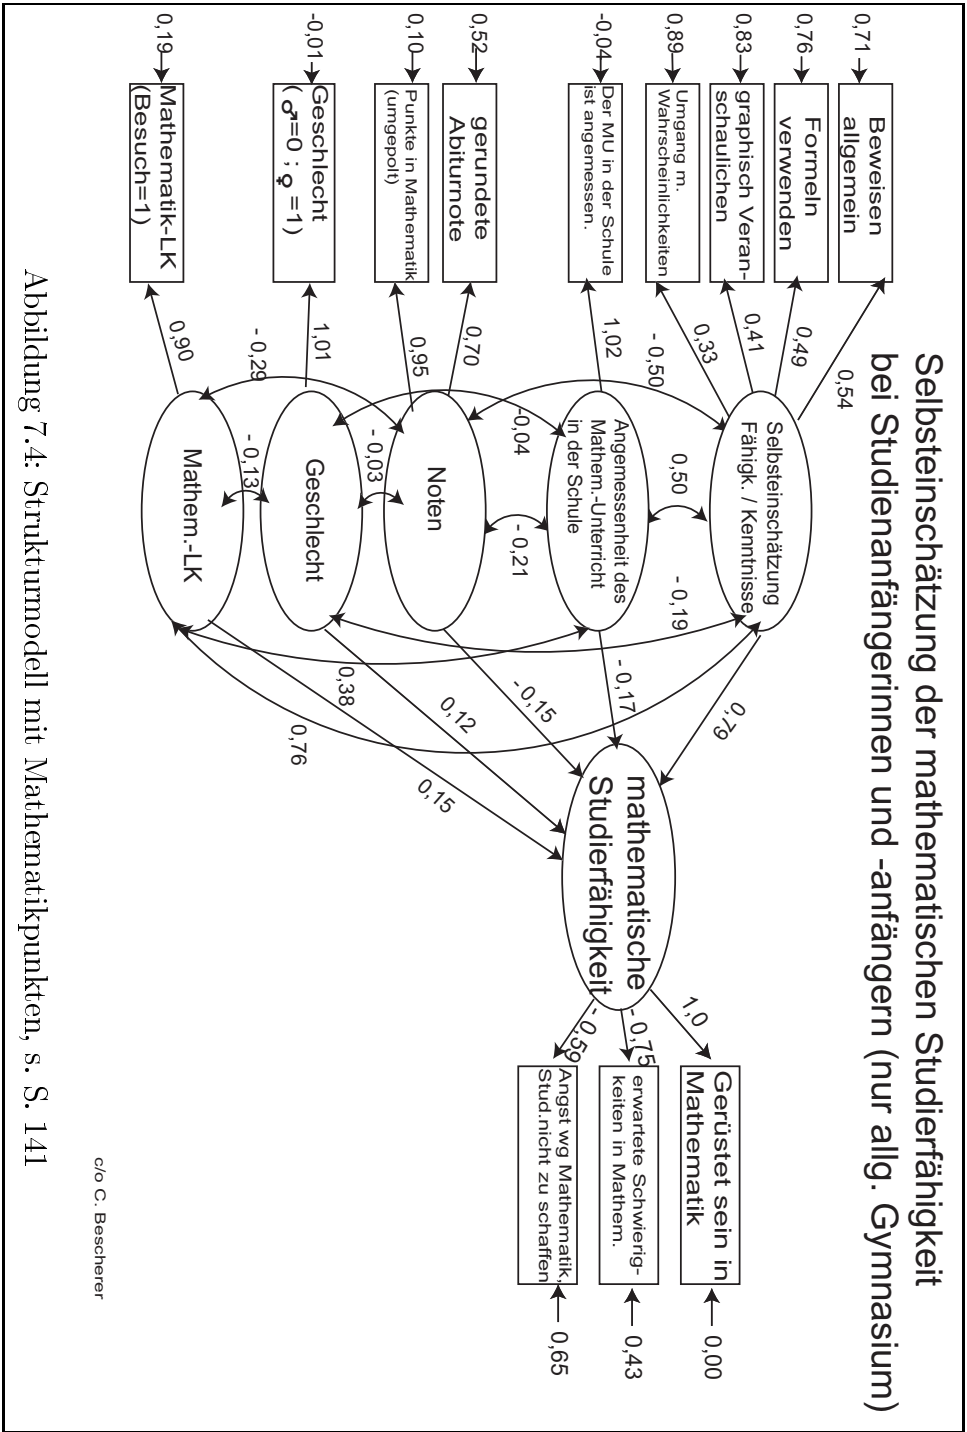 Selbsteinschätzung der mathematischen Studierfähigkeit
bei Studienanfängerinnen und -anfängern (nur allg. Gymnasium)
0,71
Beweisen
allgemein
0,54
0,76
Formeln
verwenden
0,49
0,83
graphisch Veran-
schaulichen
0,41
0,89
Umgang m.
Wahrscheinlichkeiten
0,33
-0,04
Der MU in der Schule
ist angemessen.
1,02
0,52
gerundete
Abiturnote
0,70
0,10
Punkte in Mathematik
(umgepolt)
0,95
-0,01
Geschlecht
(♂=0 ; ♀ =1)
1,01
0,19
Mathematik-LK
(Besuch=1)
0,90
Selbsteinschätzung
Fähigk. / Kenntnisse
Angemessenheit des
Mathem.-Unterricht
in der Schule
Noten
Geschlecht
Mathem.-LK
- 0,50
0,50
-0,04
- 0,21
- 0,29
- 0,03
- 0,13
- 0,19
0,38
0,76
0,79
- 0,17
- 0,15
0,12
0,15
mathematische
Studierfähigkeit
1,0
- 0,75
- 0,59
Gerüstet sein in
Mathematik
0,00
erwartete Schwierig-
keiten in Mathem.
0,43
Angst wg Mathematik,
Stud.nicht zu schaffen
0,65
c/o C. Bescherer
Abbildung 7.4: Strukturmodell mit Mathematikpunkten, s. S. 141